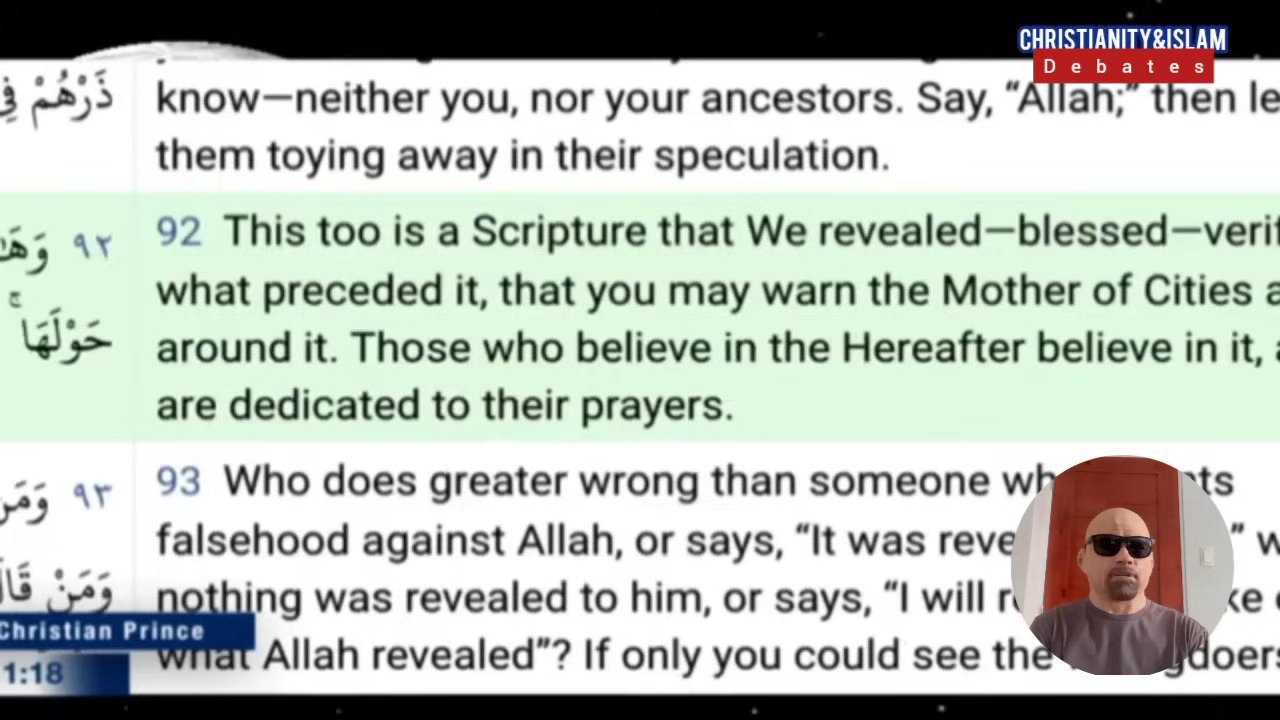 CHRISTIANITY&ISLAM
Debates
know—neither you, nor your ancestors. Say, “Allah;” then
them toying away in their speculation.
92 This too is a Scripture that We revealed—blessed—
what preceded it, that you may warn the Mother of Cities
around it. Those who believe in the Hereafter believe in it,
are dedicated to their prayers.
93 Who does greater wrong than someone
falsehood against Allah, or says, “It was
nothing was revealed to him, or says, “I will
what Allah revealed”? If only you could see the
ذَرْهُمْ فِي
٩٢
حَوْلَهَا ۚ
٩٣
وَمَنْ
Christian Prince
1:18